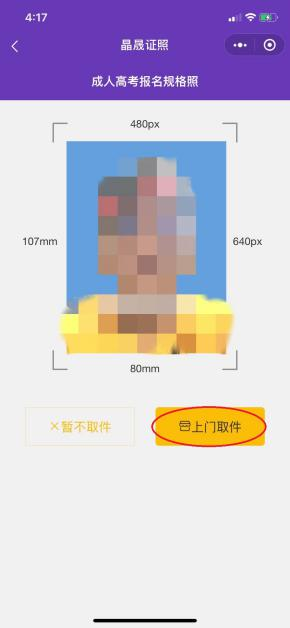 4:17
晶晟证照
成人高考报名规格照
480px
107mm
640px
80mm
暂不取件
上门取件